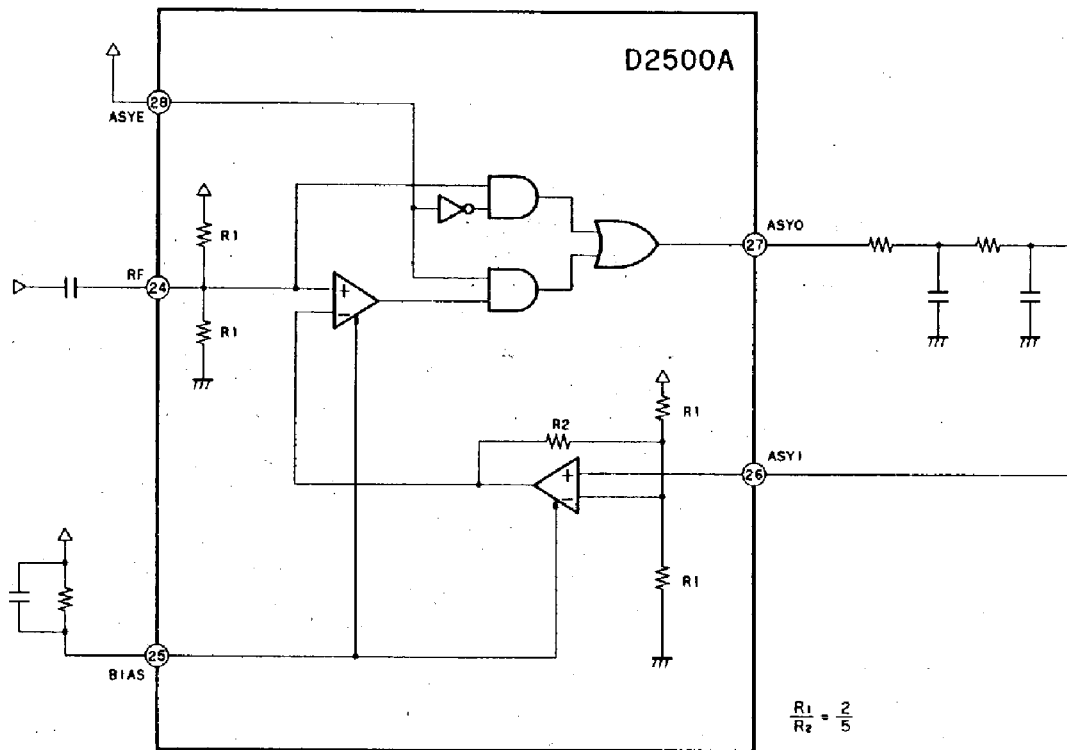 D2500A
28
ASYE
R1
RF
24
R1
+
−
ASYO
27
R2
R1
+
−
ASYI
26
R1
25
BIAS
R1/R2 = 2/5